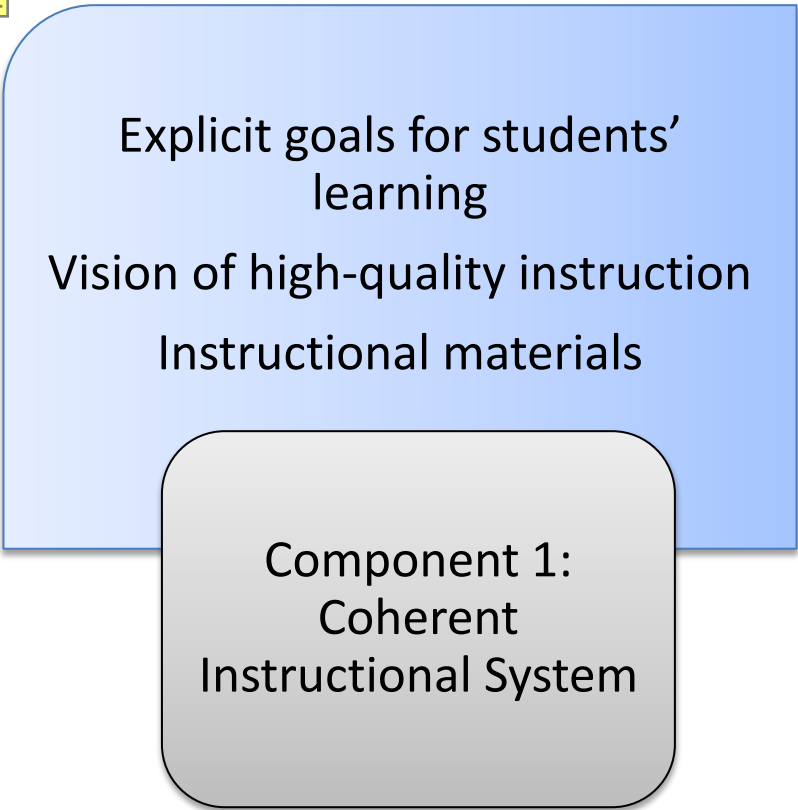 Explicit goals for students’
learning
Vision of high-quality instruction
Instructional materials
Component 1:
Coherent
Instructional System